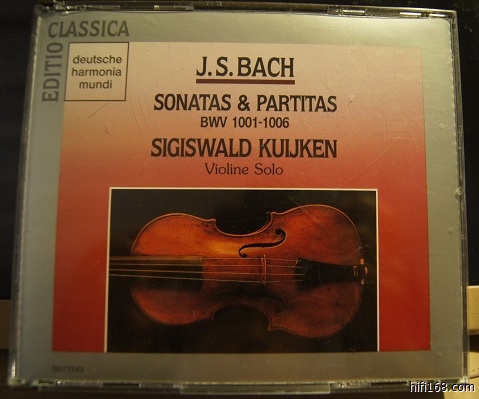 EDITIO CLASSICA
deutsche
harmonia
mundi
J.S. BACH
SONATAS & PARTITAS
BWV 1001-1006
SIGISWALD KUIJKEN
Violine Solo
hifi168.com